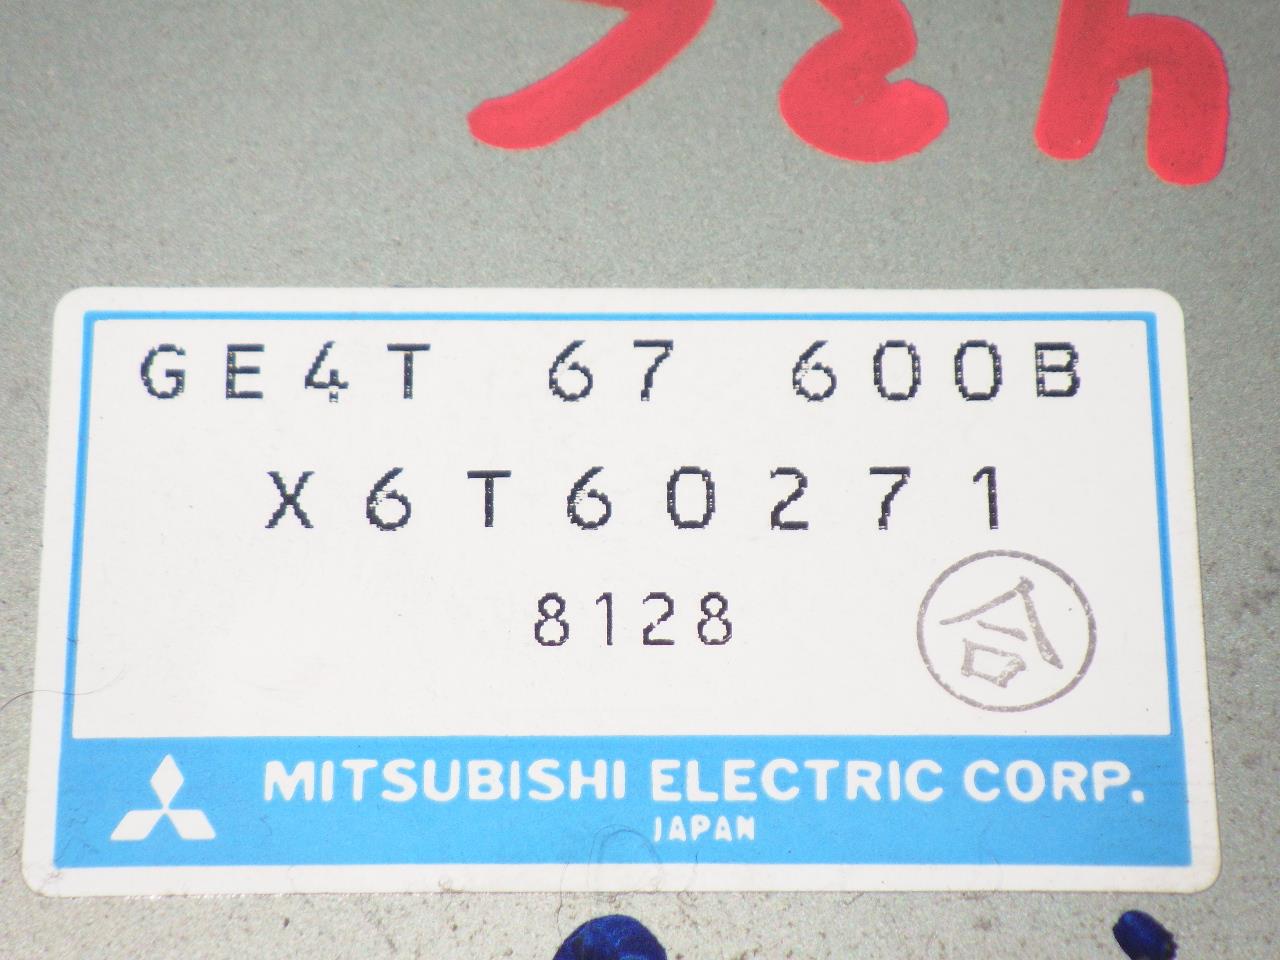 GE4T 67 600B
X6T60271
8128
合
MITSUBISHI ELECTRIC CORP.
JAPAN